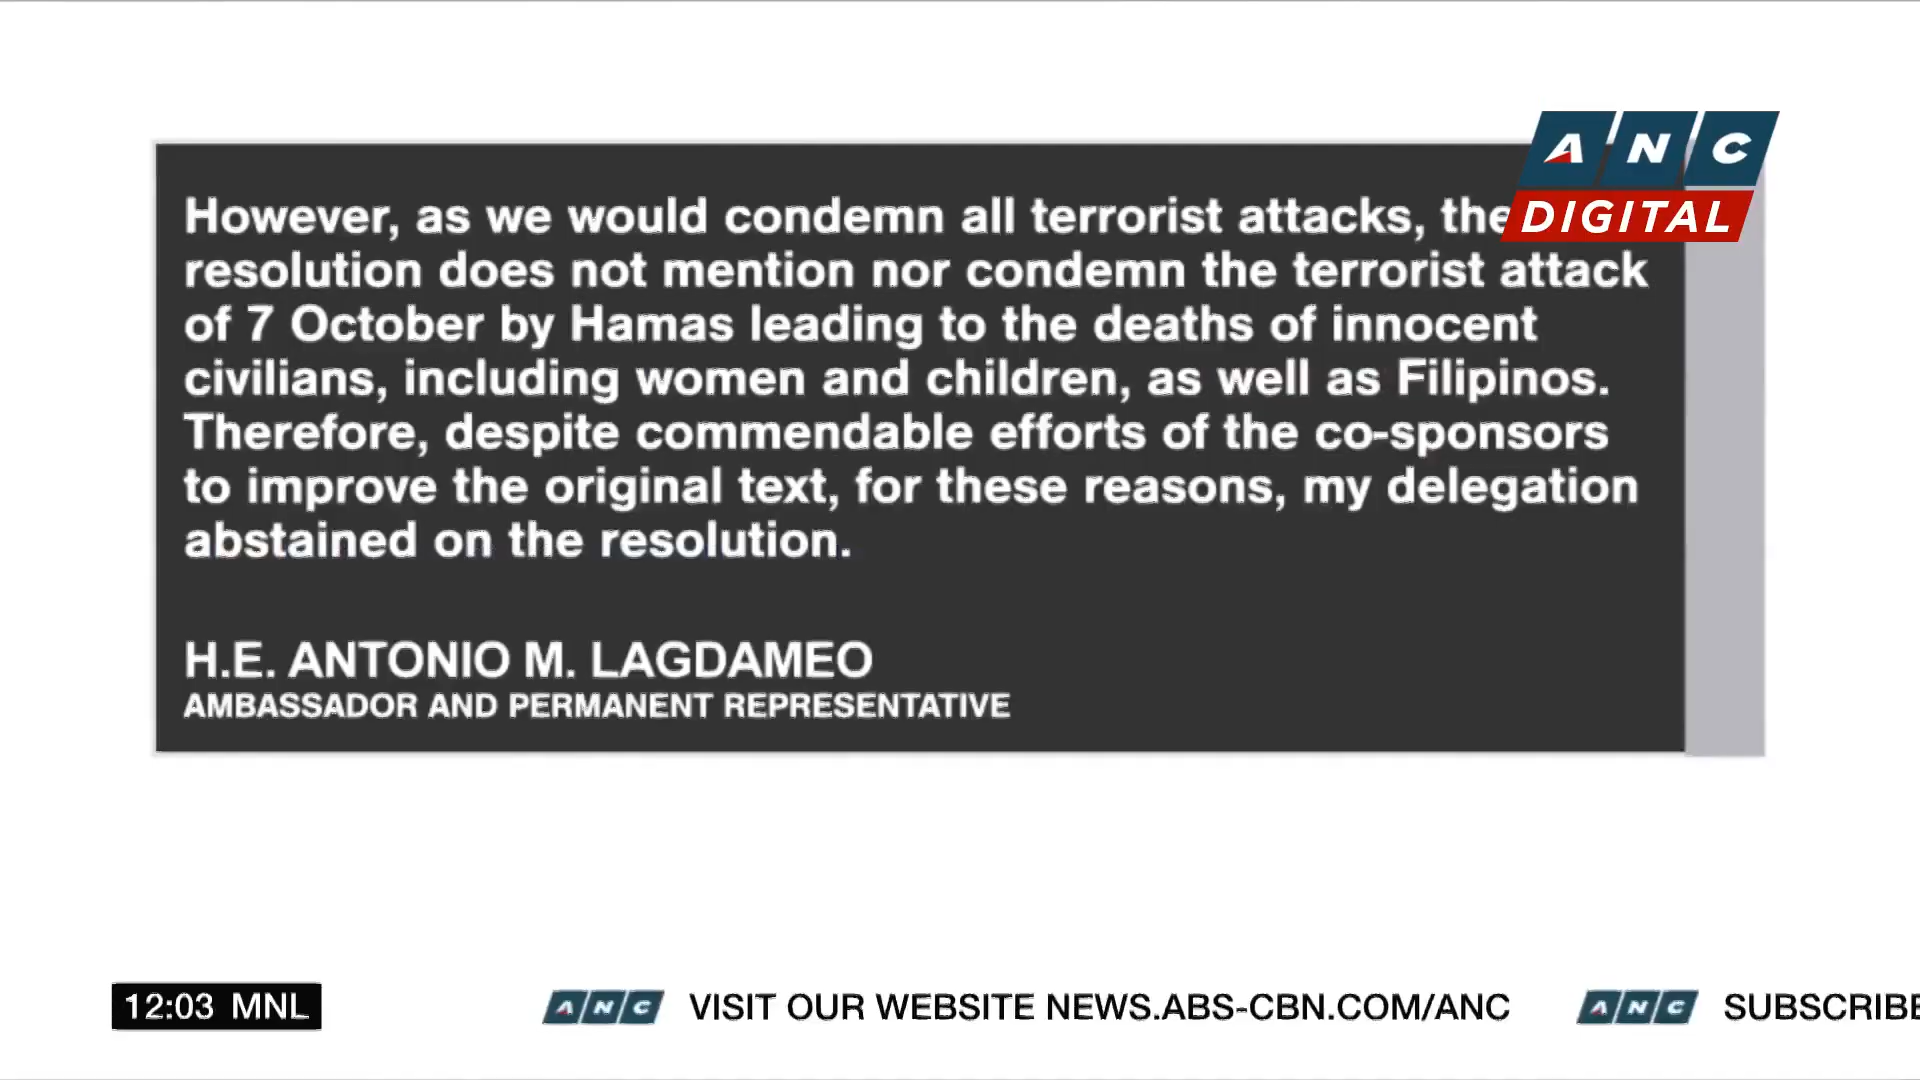 ANC
DIGITAL
However, as we would condemn all terrorist attacks, the
resolution does not mention nor condemn the terrorist attack
of 7 October by Hamas leading to the deaths of innocent
civilians, including women and children, as well as Filipinos.
Therefore, despite commendable efforts of the co-sponsors
to improve the original text, for these reasons, my delegation
abstained on the resolution.
H.E. ANTONIO M. LAGDAMEO
AMBASSADOR AND PERMANENT REPRESENTATIVE
12:03 MNL ANC VISIT OUR WEBSITE NEWS.ABS-CBN.COM/ANC ANC SUBSCRIBE